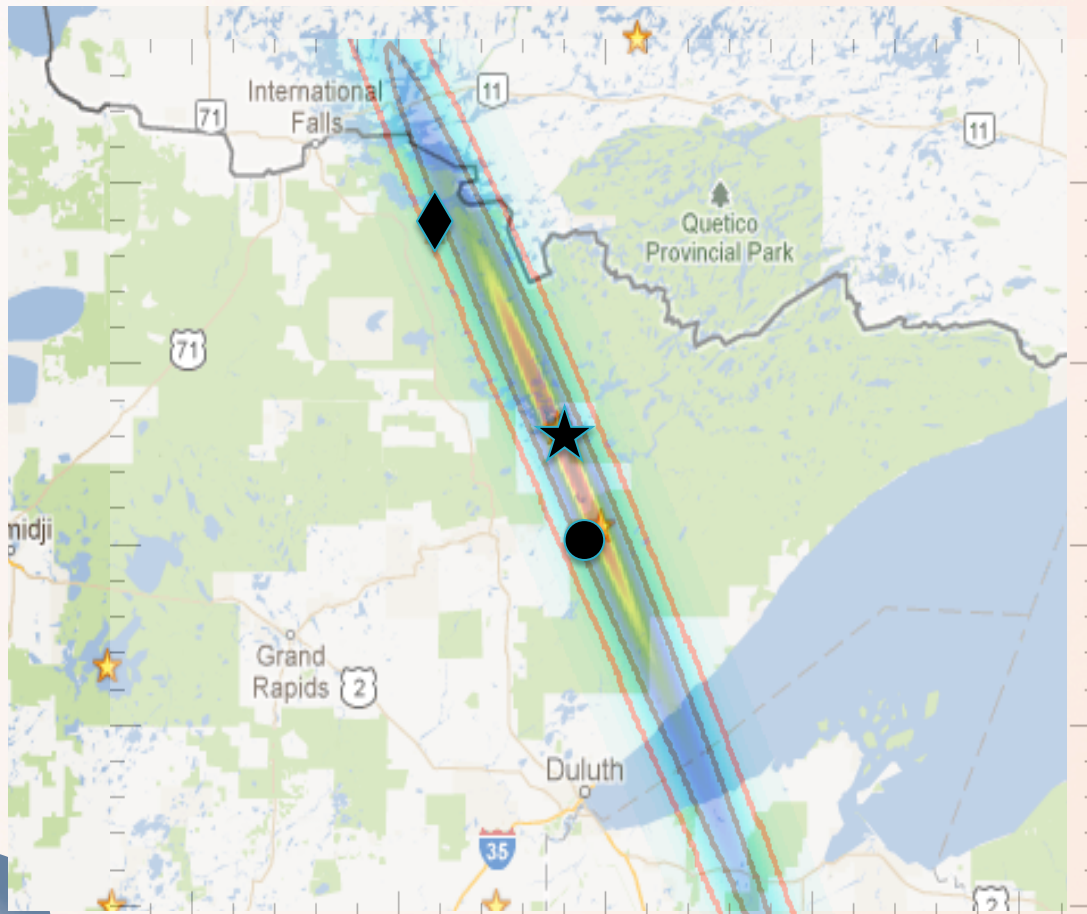 International
Falls
11
71
11
Quetico
Provincial Park
71
midji
Grand
Rapids
2
Duluth
35
2